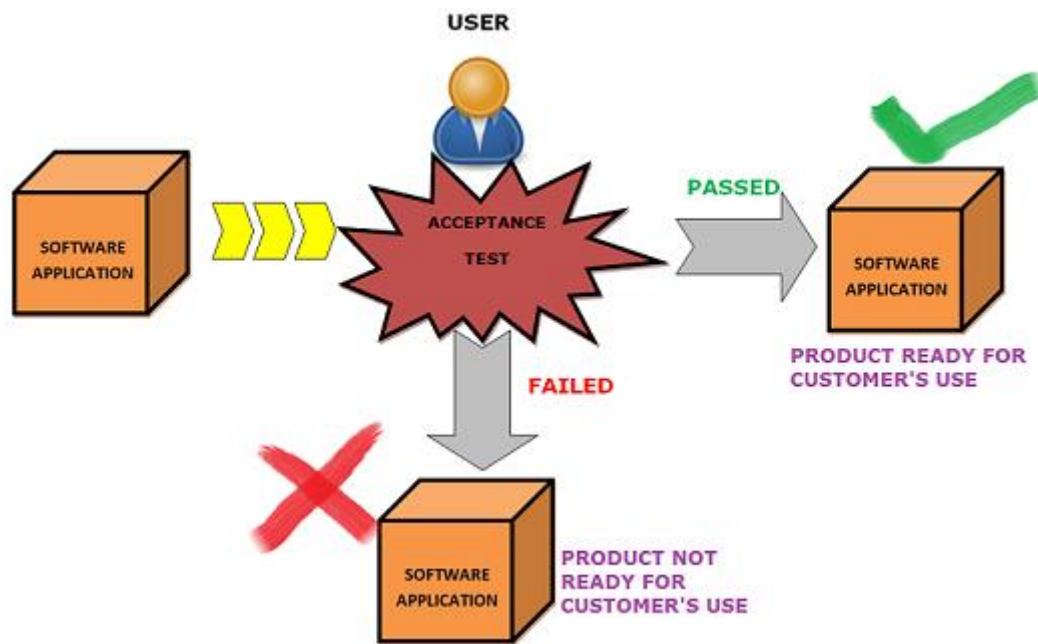 USER
SOFTWARE
APPLICATION
ACCEPTANCE
TEST
PASSED
SOFTWARE
APPLICATION
PRODUCT READY FOR
CUSTOMER'S USE
FAILED
SOFTWARE
APPLICATION
PRODUCT NOT
READY FOR
CUSTOMER'S USE